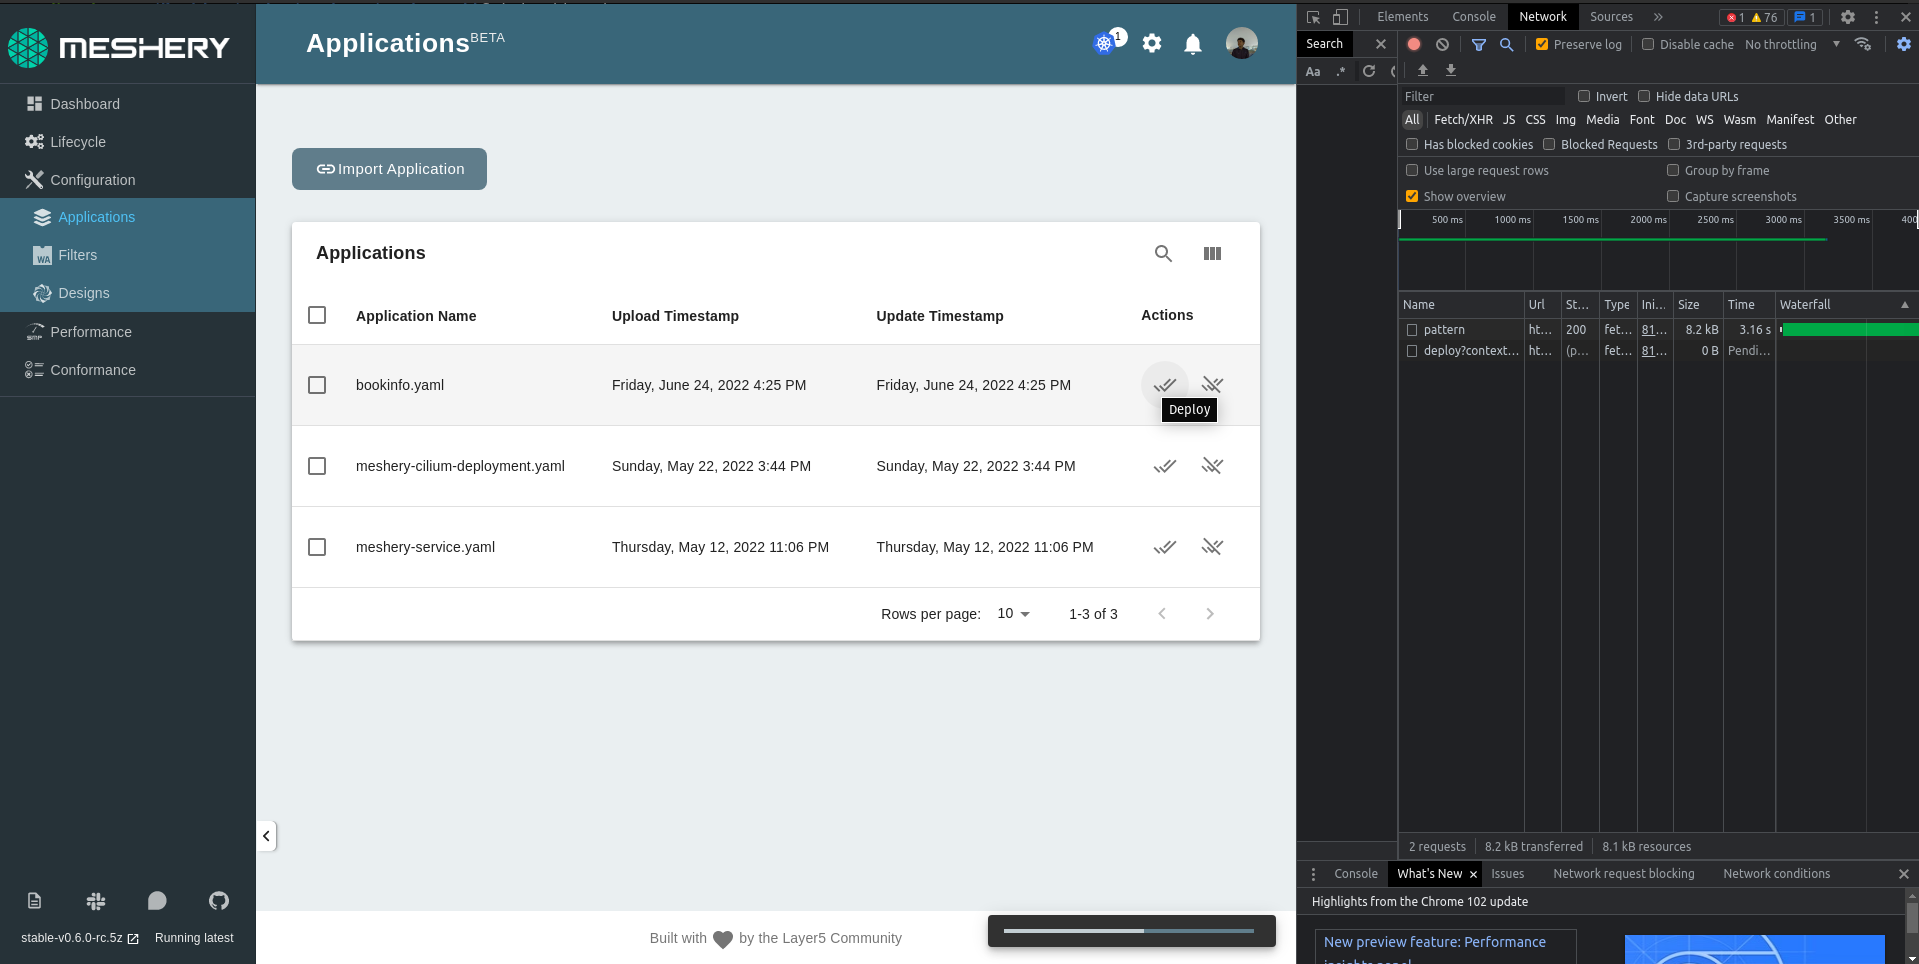 MESHERY
Dashboard
Lifecycle
Configuration
Applications
WA
Filters
Designs
SMP
Performance
Conformance
stable-v0.6.0-rc.5z
Running latest
Applications BETA
1
Import Application
Applications
Application Name Upload Timestamp Update Timestamp Actions
bookinfo.yaml Friday, June 24, 2022 4:25 PM Friday, June 24, 2022 4:25 PM
Deploy
meshery-cilium-deployment.yaml Sunday, May 22, 2022 3:44 PM Sunday, May 22, 2022 3:44 PM
meshery-service.yaml Thursday, May 12, 2022 11:06 PM Thursday, May 12, 2022 11:06 PM
Rows per page: 10 1-3 of 3
Built with by the Layer5 Community
Elements Console Network Sources » 1 76 1
Search
Aa .*
Preserve log Disable cache No throttling
Filter Invert Hide data URLs
All Fetch/XHR JS CSS Img Media Font Doc WS Wasm Manifest Other
Has blocked cookies Blocked Requests 3rd-party requests
Use large request rows Group by frame
Show overview Capture screenshots
500 ms 1000 ms 1500 ms 2000 ms 2500 ms 3000 ms 3500 ms 400
Name Url St... Type Ini... Size Time Waterfall
pattern ht... 200 fet... 81... 8.2 kB 3.16 s
deploy?context... ht... (p... fet... 81... 0 B Pendi...
2 requests 8.2 kB transferred 8.1 kB resources
Console What's New Issues Network request blocking Network conditions
Highlights from the Chrome 102 update
New preview feature: Performance